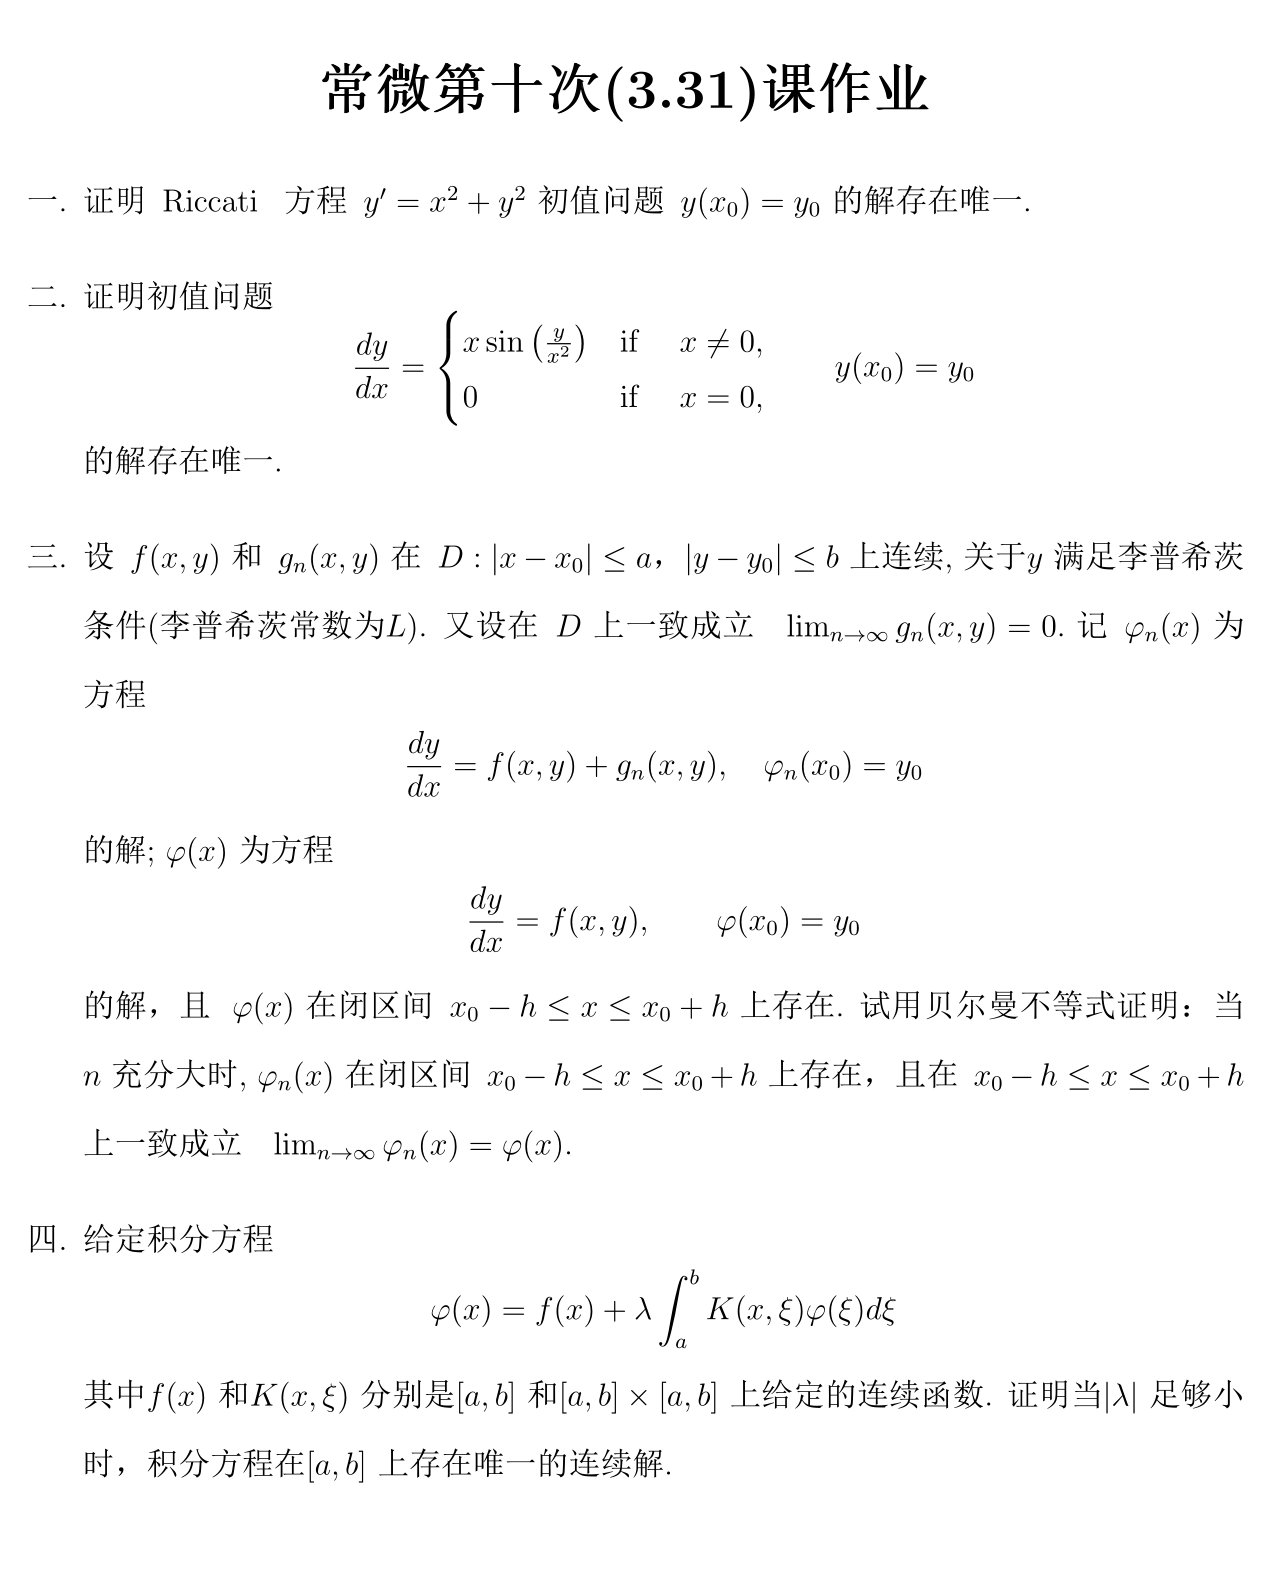 常微第十次(3.31)课作业
一. 证明 Riccati 方程 $y' = x^2 + y^2$ 初值问题 $y(x_0) = y_0$ 的解存在唯一.
二. 证明初值问题
$$\frac{dy}{dx} = \begin{cases} x \sin\left(\frac{y}{x^2}\right) & \text{if} \quad x \neq 0, \\ 0 & \text{if} \quad x = 0, \end{cases} \qquad y(x_0) = y_0$$
的解存在唯一.
三. 设 $f(x,y)$ 和 $g_n(x,y)$ 在 $D : |x - x_0| \leq a$，$|y - y_0| \leq b$ 上连续, 关于$y$ 满足李普希茨
条件(李普希茨常数为$L$). 又设在 $D$ 上一致成立 $\lim_{n\to\infty} g_n(x,y) = 0$. 记 $\varphi_n(x)$ 为
方程
$$\frac{dy}{dx} = f(x,y) + g_n(x,y), \quad \varphi_n(x_0) = y_0$$
的解; $\varphi(x)$ 为方程
$$\frac{dy}{dx} = f(x,y), \qquad \varphi(x_0) = y_0$$
的解，且 $\varphi(x)$ 在闭区间 $x_0 - h \leq x \leq x_0 + h$ 上存在. 试用贝尔曼不等式证明：当
$n$ 充分大时, $\varphi_n(x)$ 在闭区间 $x_0 - h \leq x \leq x_0 + h$ 上存在，且在 $x_0 - h \leq x \leq x_0 + h$
上一致成立 $\lim_{n\to\infty} \varphi_n(x) = \varphi(x)$.
四. 给定积分方程
$$\varphi(x) = f(x) + \lambda \int_a^b K(x,\xi)\varphi(\xi)d\xi$$
其中$f(x)$ 和$K(x,\xi)$ 分别是$[a,b]$ 和$[a,b] \times [a,b]$ 上给定的连续函数. 证明当$|\lambda|$ 足够小
时，积分方程在$[a,b]$ 上存在唯一的连续解.